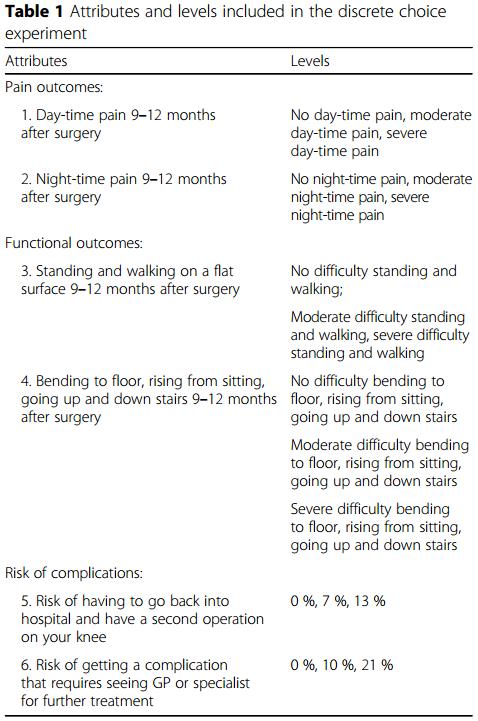 Table 1 Attributes and levels included in the discrete choice
experiment
Attributes Levels
Pain outcomes:
1. Day-time pain 9–12 months
after surgery
No day-time pain, moderate
day-time pain, severe
day-time pain
2. Night-time pain 9–12 months
after surgery
No night-time pain, moderate
night-time pain, severe
night-time pain
Functional outcomes:
3. Standing and walking on a flat
surface 9–12 months after surgery
No difficulty standing and
walking;
Moderate difficulty standing
and walking, severe difficulty
standing and walking
4. Bending to floor, rising from sitting,
going up and down stairs 9–12 months
after surgery
No difficulty bending to
floor, rising from sitting,
going up and down stairs
Moderate difficulty bending
to floor, rising from sitting,
going up and down stairs
Severe difficulty bending
to floor, rising from sitting,
going up and down stairs
Risk of complications:
5. Risk of having to go back into
hospital and have a second operation
on your knee
0 %, 7 %, 13 %
6. Risk of getting a complication
that requires seeing GP or specialist
for further treatment
0 %, 10 %, 21 %